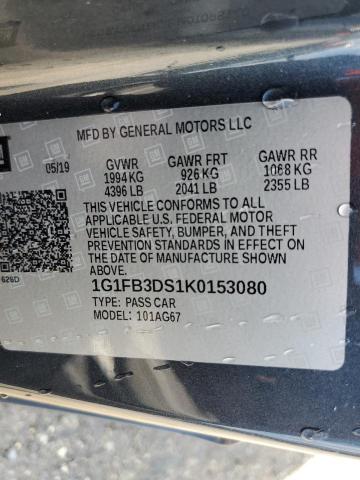 GM
MFD BY GENERAL MOTORS LLC
05/19 GVWR GAWR FRT GAWR RR
1994 KG 926 KG 1068 KG
4396 LB 2041 LB 2355 LB
THIS VEHICLE CONFORMS TO ALL
APPLICABLE U.S. FEDERAL MOTOR
VEHICLE SAFETY, BUMPER, AND THEFT
PREVENTION STANDARDS IN EFFECT ON
THE DATE OF MANUFACTURE SHOWN
ABOVE.
626D
1G1FB3DS1K0153080
TYPE: PASS CAR
MODEL: 101AG67